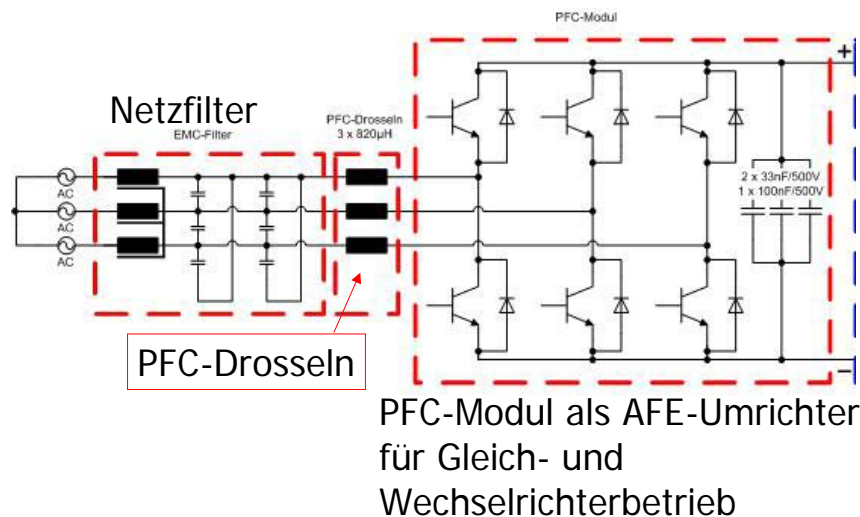 PFC-Modul
Netzfilter
EMC-Filter
PFC-Drosseln
3 x 820µH
+
AC
AC
AC
2 x 33nF/500V
1 x 100nF/500V
PFC-Drosseln
−
PFC-Modul als AFE-Umrichter
für Gleich- und
Wechselrichterbetrieb